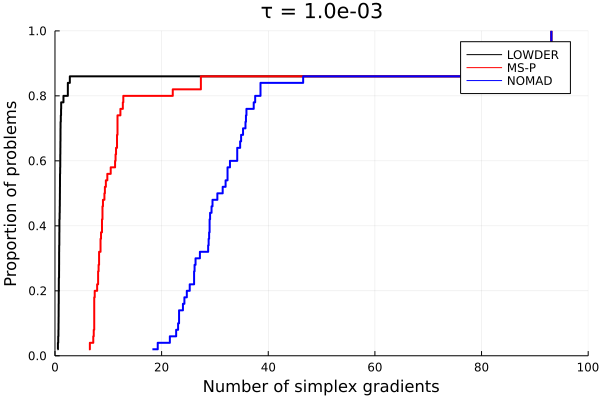 τ = 1.0e-03
1.0
LOWDER
MS-P
NOMAD
0.8
0.6
Proportion of problems
0.4
0.2
0.0
0 20 40 60 80 100
Number of simplex gradients